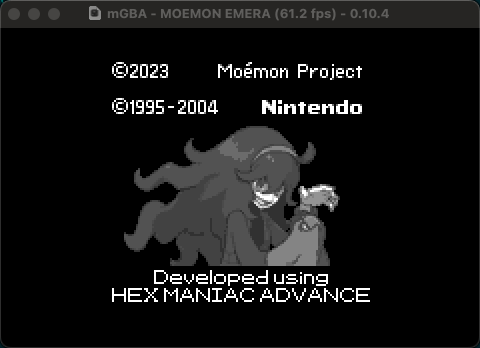 mGBA - MOEMON EMERA (61.2 fps) - 0.10.4
©2023 Moémon Project
©1995-2004 Nintendo
Developed using
HEX MANIAC ADVANCE